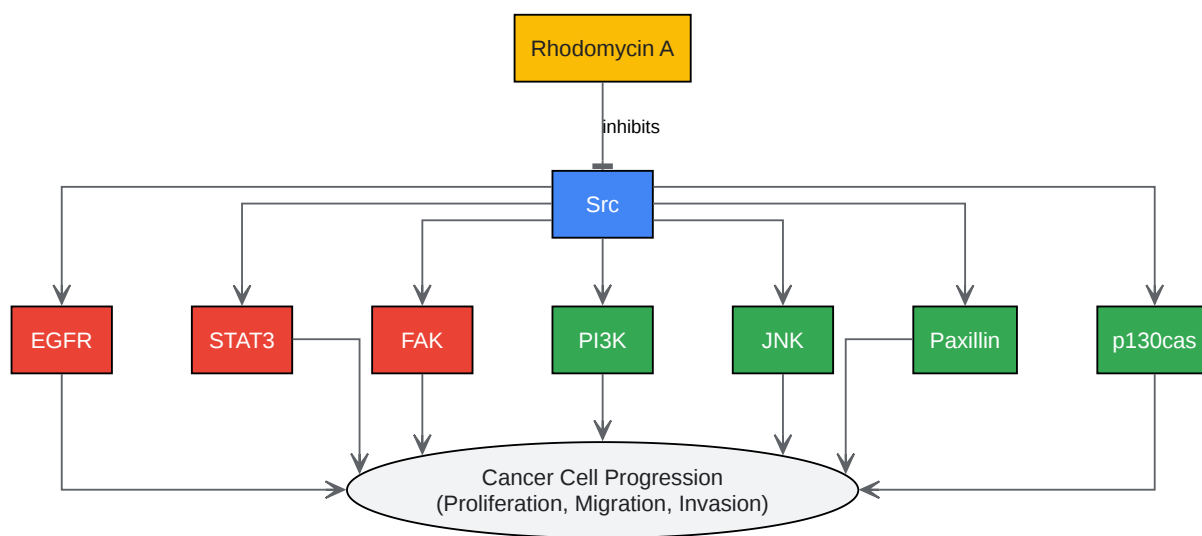 Rhodomycin A
inhibits
Src
EGFR
STAT3
FAK
PI3K
JNK
Paxillin
p130cas
Cancer Cell Progression
(Proliferation, Migration, Invasion)